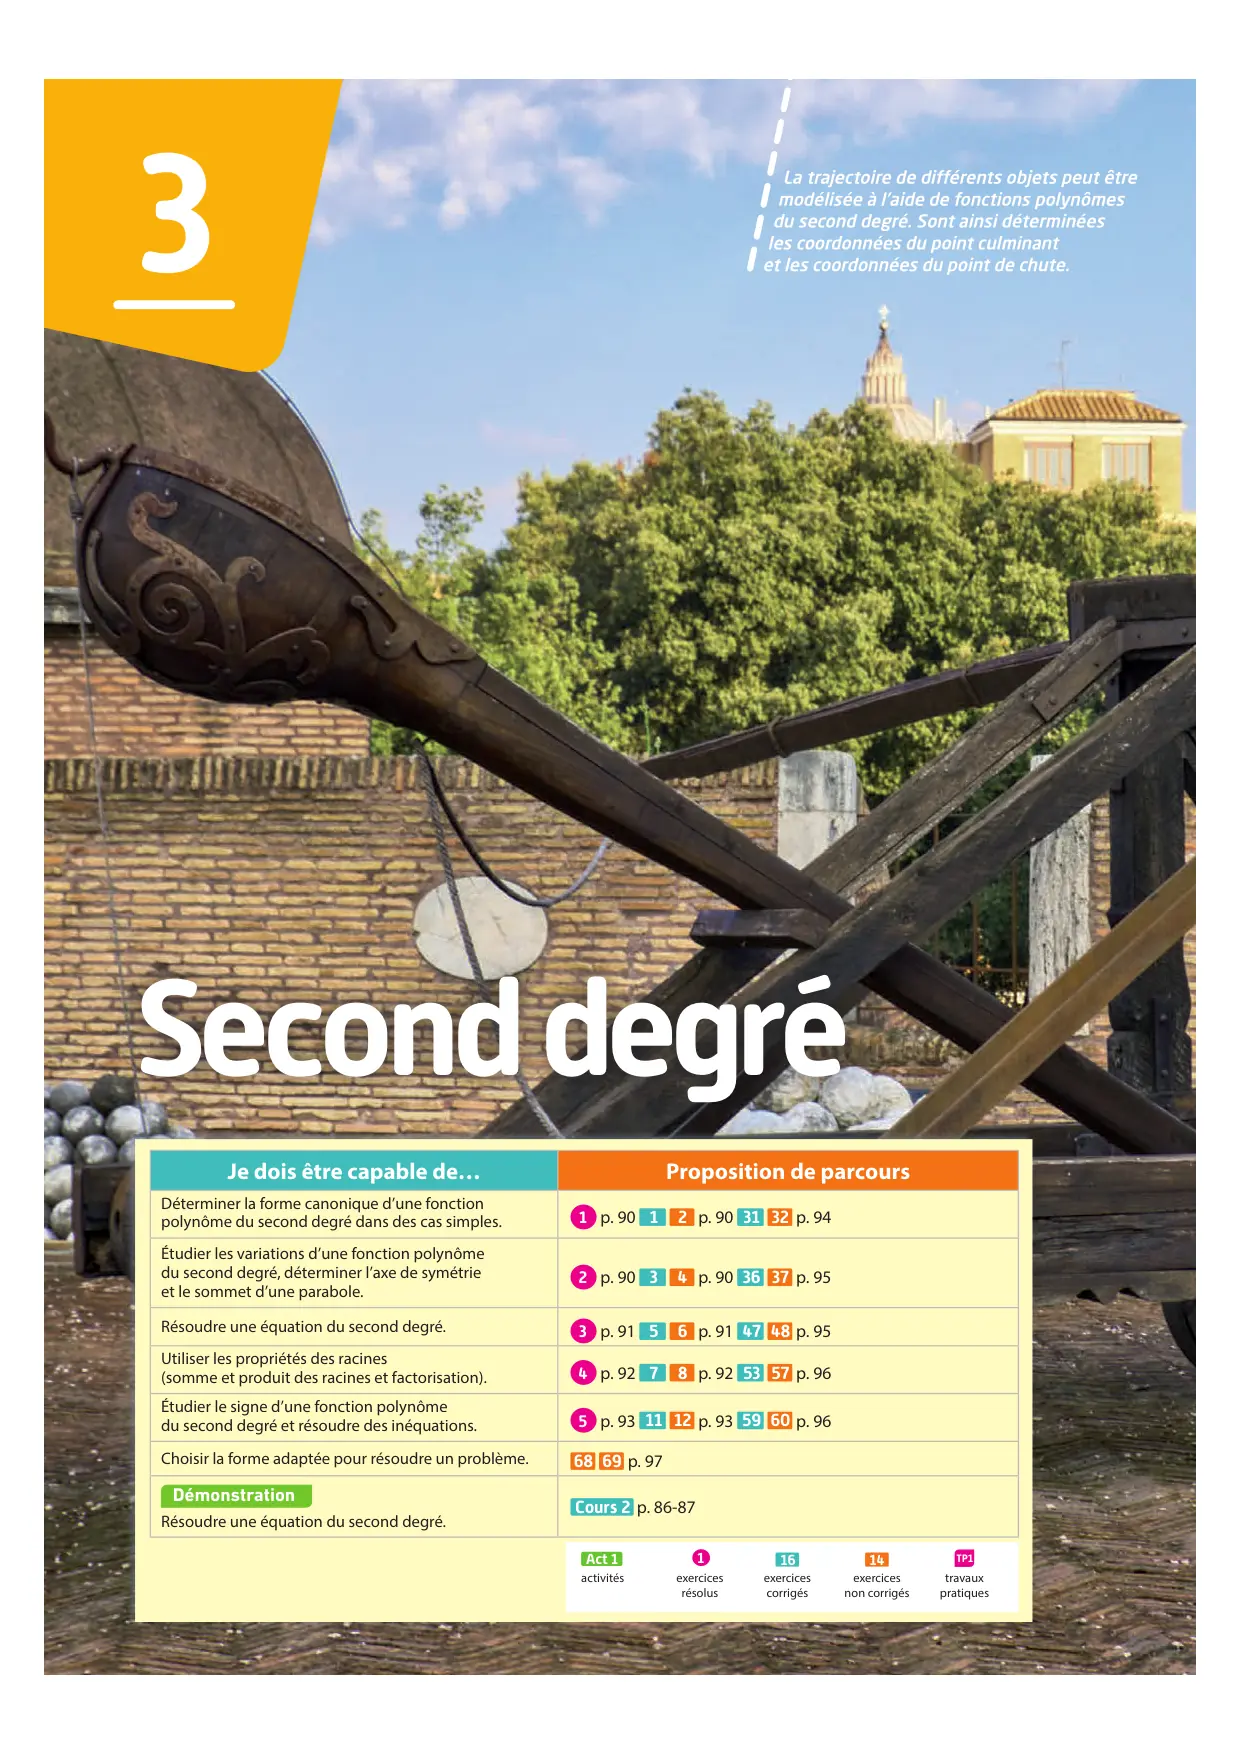 3
La trajectoire de différents objets peut être
modélisée à l'aide de fonctions polynômes
du second degré. Sont ainsi déterminées
les coordonnées du point culminant
et les coordonnées du point de chute.
Second degré
Je dois être capable de… Proposition de parcours
Déterminer la forme canonique d'une fonction
polynôme du second degré dans des cas simples.
1 p. 90 1 2 p. 90 31 32 p. 94
Étudier les variations d'une fonction polynôme
du second degré, déterminer l'axe de symétrie
et le sommet d'une parabole.
2 p. 90 3 4 p. 90 36 37 p. 95
Résoudre une équation du second degré.
3 p. 91 5 6 p. 91 47 48 p. 95
Utiliser les propriétés des racines
(somme et produit des racines et factorisation).
4 p. 92 7 8 p. 92 53 57 p. 96
Étudier le signe d'une fonction polynôme
du second degré et résoudre des inéquations.
5 p. 93 11 12 p. 93 59 60 p. 96
Choisir la forme adaptée pour résoudre un problème.
68 69 p. 97
Démonstration
Résoudre une équation du second degré.
Cours 2 p. 86-87
Act 1 1 16 14 TP1
activités exercices exercices exercices travaux
résolus corrigés non corrigés pratiques